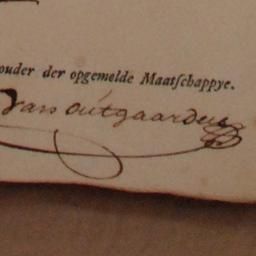 ouder der opgemelde Maatſchappye.
Van Outgaarden